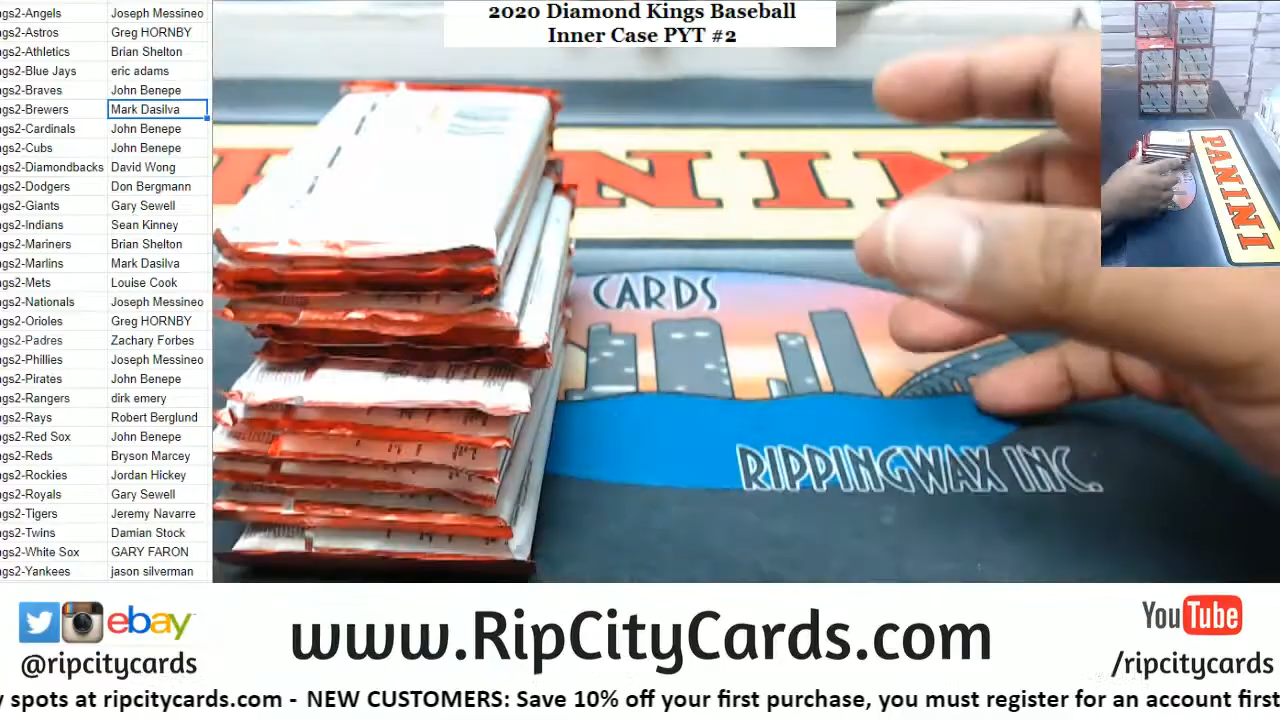 2020 Diamond Kings Baseball
Inner Case PYT #2
ngs2-Angels Joseph Messineo
ngs2-Astros Greg HORNBY
ngs2-Athletics Brian Shelton
ngs2-Blue Jays eric adams
ngs2-Braves John Benepe
ngs2-Brewers Mark Dasilva
ngs2-Cardinals John Benepe
ngs2-Cubs John Benepe
ngs2-Diamondbacks David Wong
ngs2-Dodgers Don Bergmann
ngs2-Giants Gary Sewell
ngs2-Indians Sean Kinney
ngs2-Mariners Brian Shelton
ngs2-Marlins Mark Dasilva
ngs2-Mets Louise Cook
ngs2-Nationals Joseph Messineo
ngs2-Orioles Greg HORNBY
ngs2-Padres Zachary Forbes
ngs2-Phillies Joseph Messineo
ngs2-Pirates John Benepe
ngs2-Rangers dirk emery
ngs2-Rays Robert Berglund
ngs2-Red Sox John Benepe
ngs2-Reds Bryson Marcey
ngs2-Rockies Jordan Hickey
ngs2-Royals Gary Sewell
ngs2-Tigers Jeremy Navarre
ngs2-Twins Damian Stock
ngs2-White Sox GARY FARON
ngs2-Yankees jason silverman
PANINI
CARDS
RIPPINGWAX INC.
ebay
@ripcitycards
www.RipCityCards.com
YouTube
/ripcitycards
y spots at ripcitycards.com - NEW CUSTOMERS: Save 10% off your first purchase, you must register for an account first